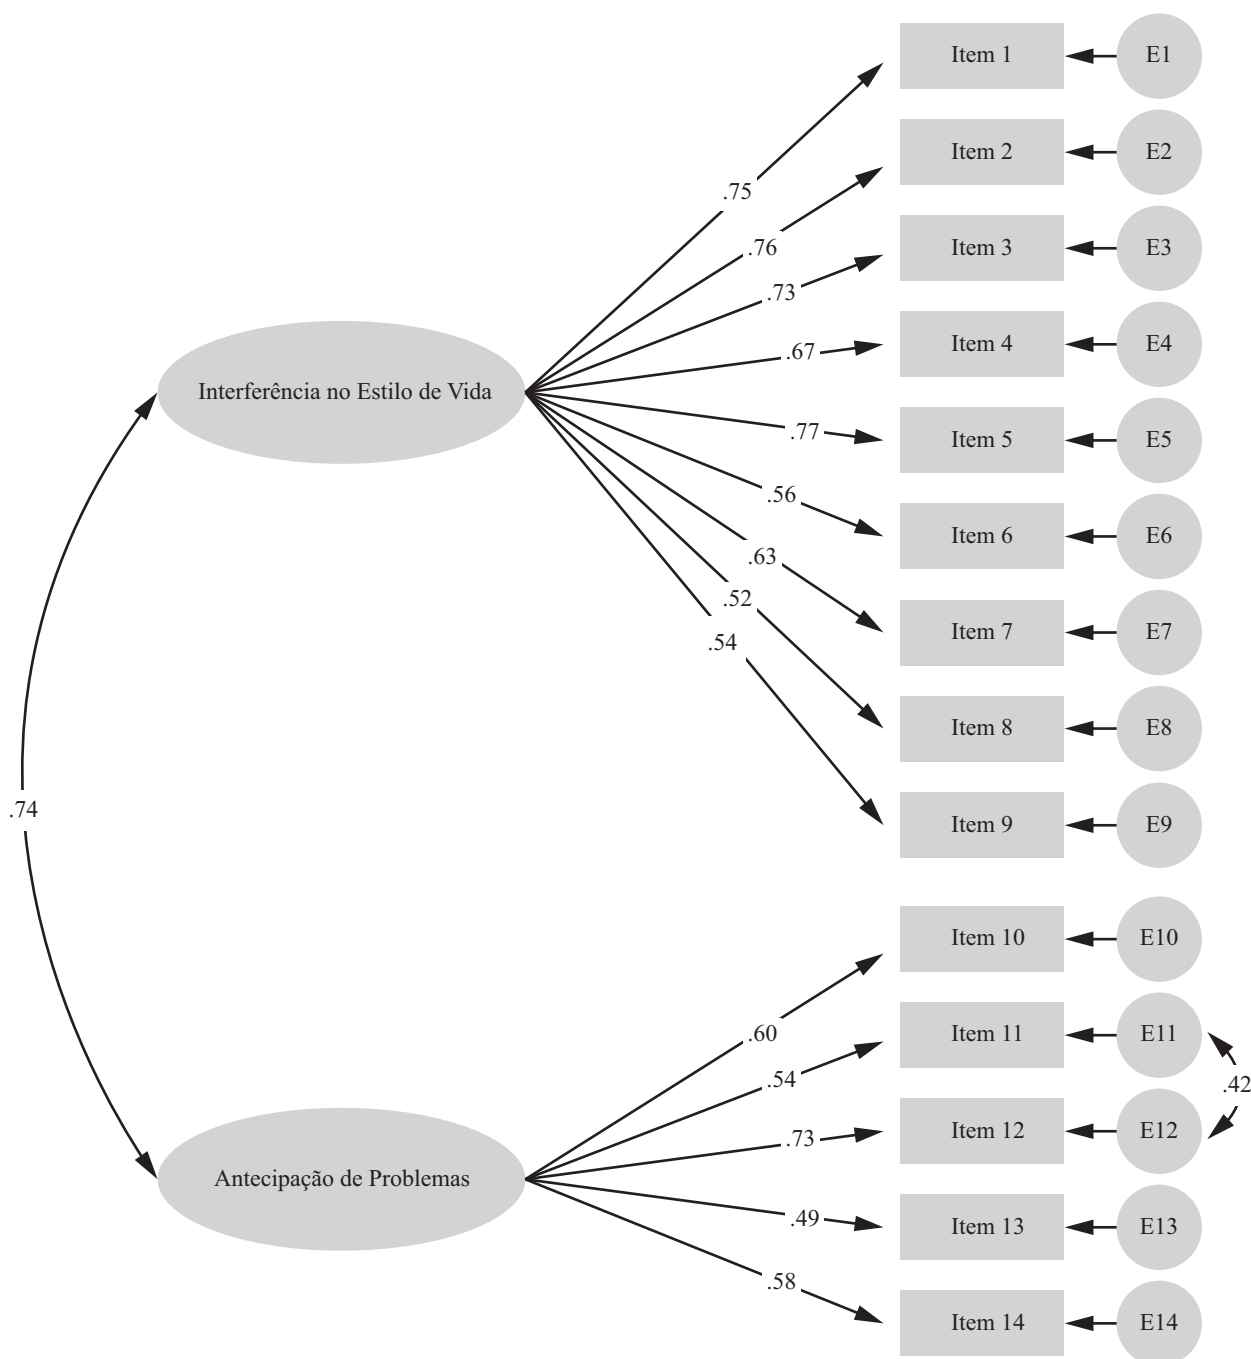 Item 1
E1
.75
Item 2
E2
.76
Item 3
E3
.73
Item 4
E4
.67
Interferência no Estilo de Vida
Item 5
E5
.77
Item 6
E6
.56
Item 7
E7
.63
.52
Item 8
E8
.54
Item 9
E9
.74
Item 10
E10
.60
Item 11
E11
.54
.42
Item 12
E12
.73
Antecipação de Problemas
Item 13
E13
.49
.58
Item 14
E14